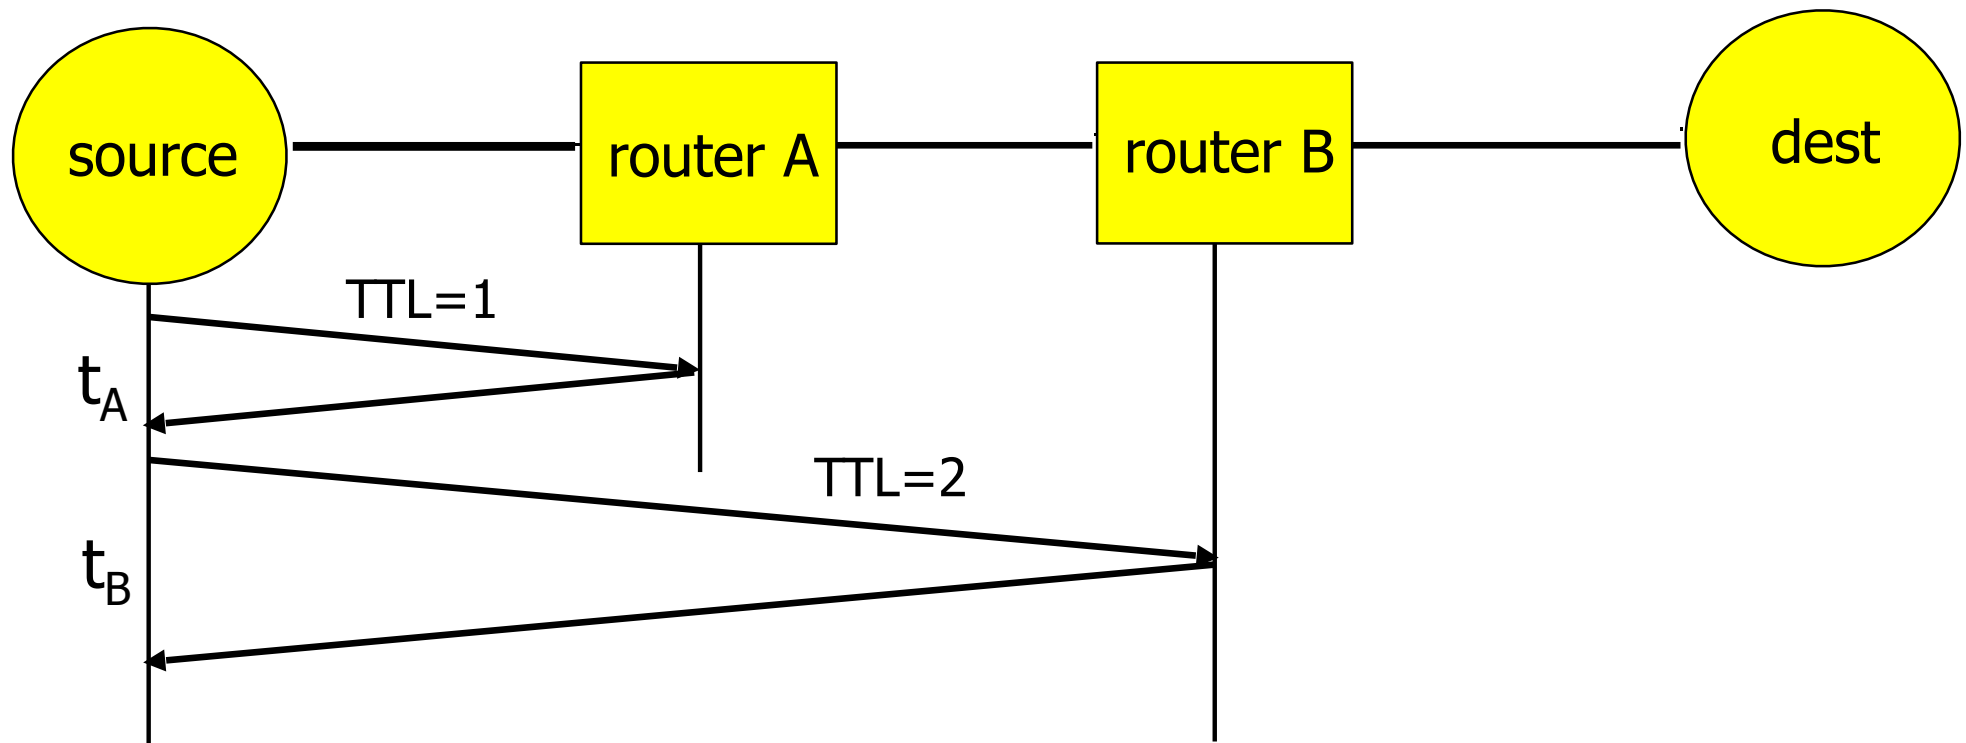 source
router A
router B
dest
TTL=1
tA
TTL=2
tB